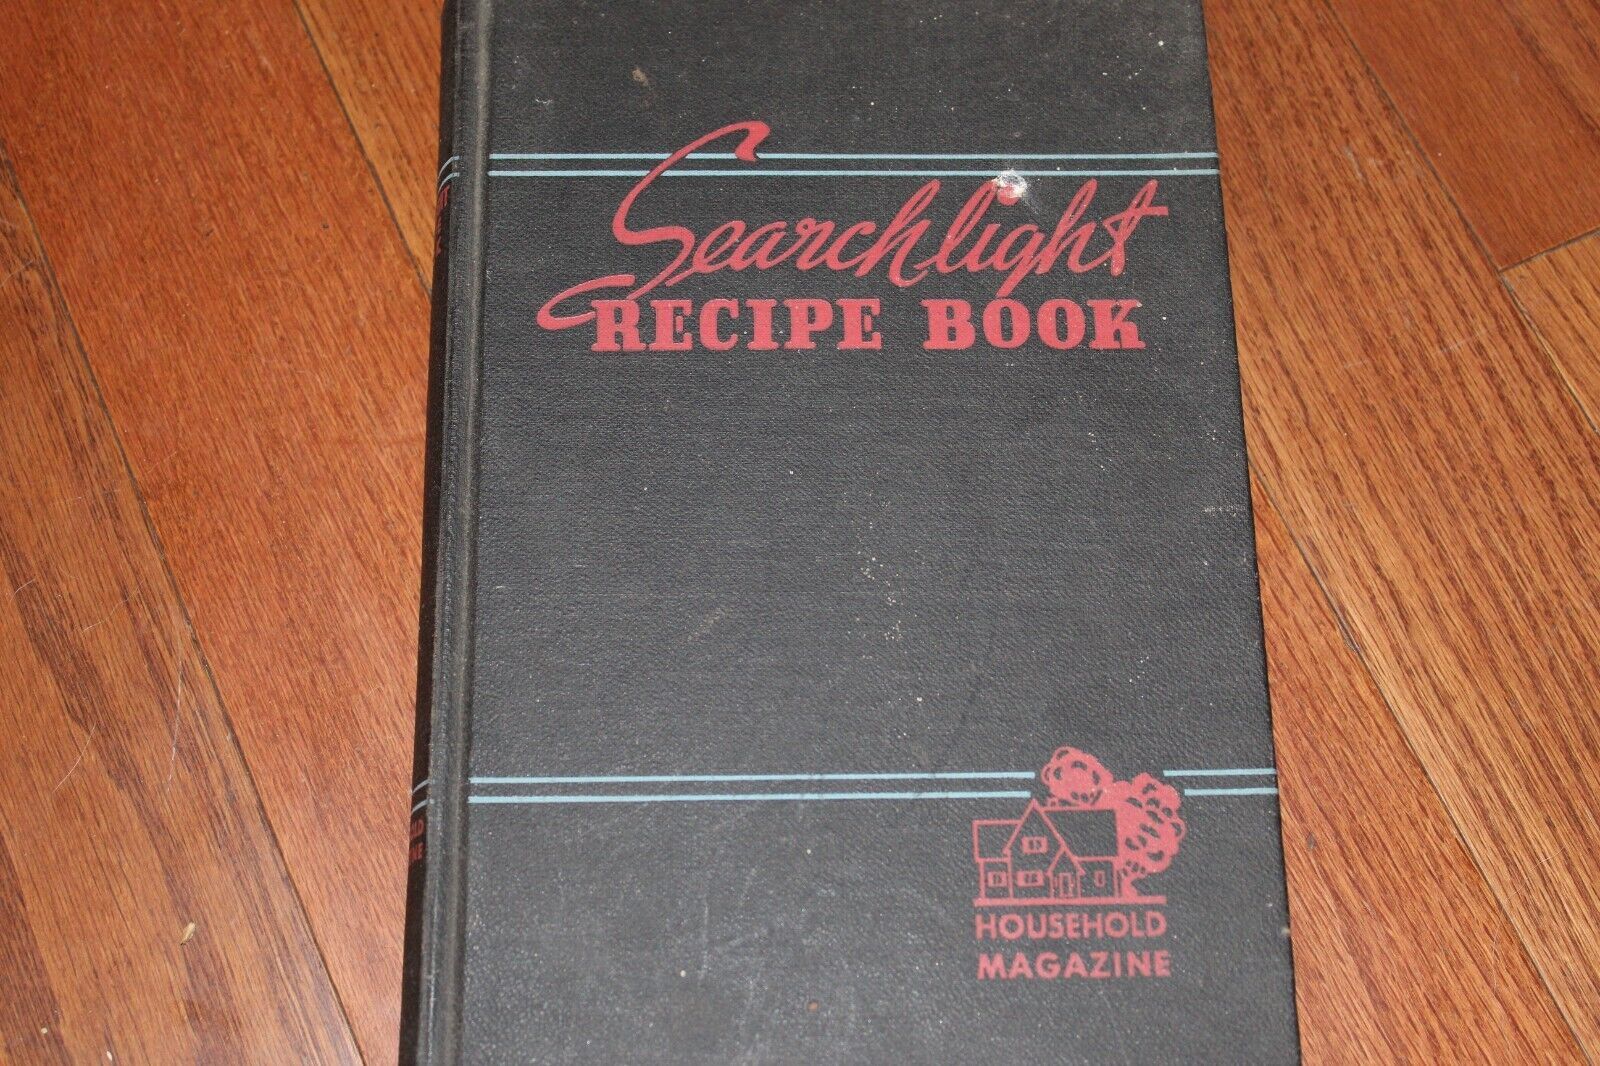 Searchlight
RECIPE BOOK
HOUSEHOLD
MAGAZINE